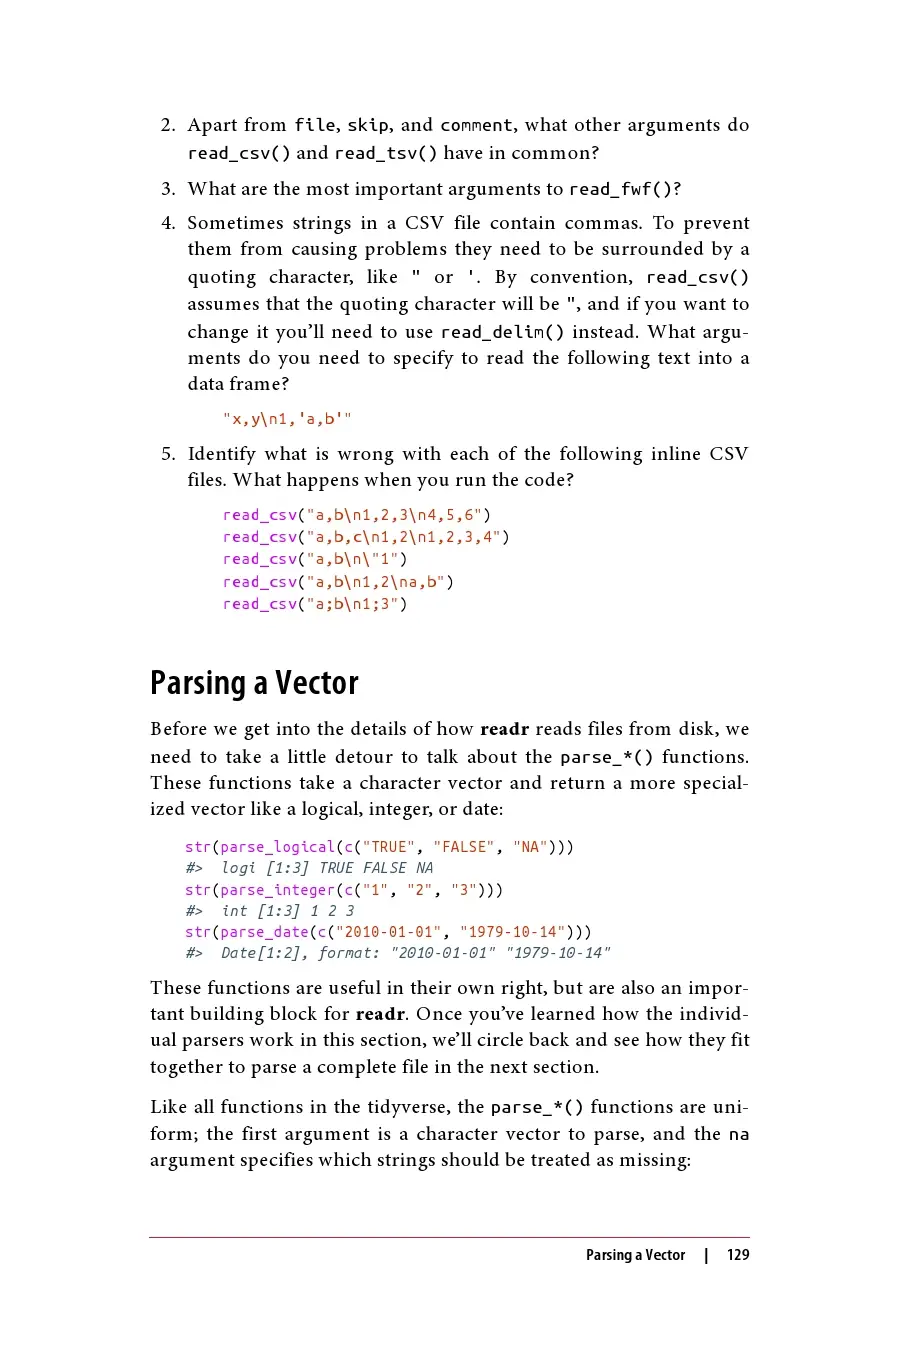 2. Apart from file, skip, and comment, what other arguments do
read_csv() and read_tsv() have in common?
3. What are the most important arguments to read_fwf()?
4. Sometimes strings in a CSV file contain commas. To prevent
them from causing problems they need to be surrounded by a
quoting character, like " or '. By convention, read_csv()
assumes that the quoting character will be ", and if you want to
change it you’ll need to use read_delim() instead. What argu-
ments do you need to specify to read the following text into a
data frame?
"x,y\n1,'a,b'"
5. Identify what is wrong with each of the following inline CSV
files. What happens when you run the code?
read_csv("a,b\n1,2,3\n4,5,6")
read_csv("a,b,c\n1,2\n1,2,3,4")
read_csv("a,b\n\"1")
read_csv("a,b\n1,2\na,b")
read_csv("a;b\n1;3")
Parsing a Vector
Before we get into the details of how readr reads files from disk, we
need to take a little detour to talk about the parse_*() functions.
These functions take a character vector and return a more special-
ized vector like a logical, integer, or date:
str(parse_logical(c("TRUE", "FALSE", "NA")))
#>  logi [1:3] TRUE FALSE NA
str(parse_integer(c("1", "2", "3")))
#>  int [1:3] 1 2 3
str(parse_date(c("2010-01-01", "1979-10-14")))
#>  Date[1:2], format: "2010-01-01" "1979-10-14"
These functions are useful in their own right, but are also an impor-
tant building block for readr. Once you’ve learned how the individ-
ual parsers work in this section, we’ll circle back and see how they fit
together to parse a complete file in the next section.
Like all functions in the tidyverse, the parse_*() functions are uni-
form; the first argument is a character vector to parse, and the na
argument specifies which strings should be treated as missing:
Parsing a Vector | 129